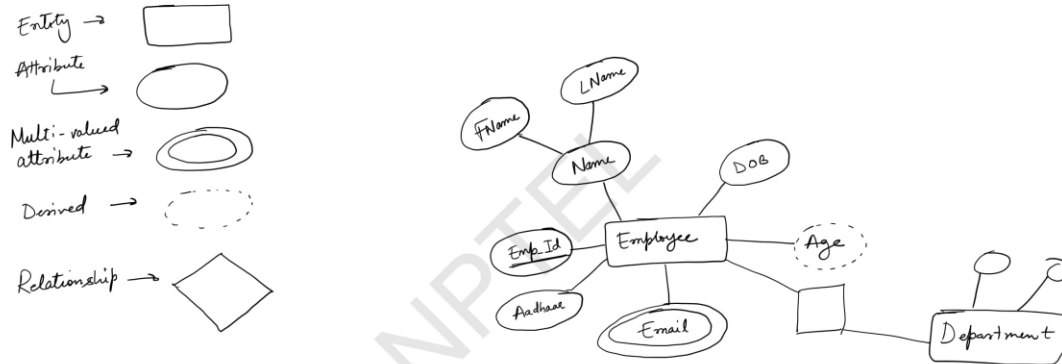 Entity
Attribute
Multi-valued
attribute
Derived
Relationship
LName
FName
Name
DOB
Emp_Id
Employee
Age
Aadhaar
Email
Department
NPTEL